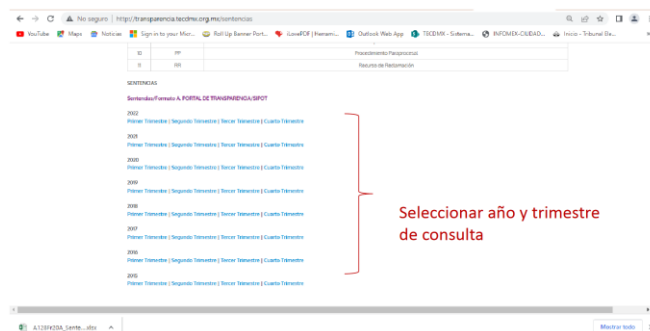 No seguro | http://transparencia.tecdmx.org.mx/sentencias
YouTube Maps Noticias Sign in to your Micr... Roll Up Banner Port... iLovePDF | Herram... Outlook Web App TECDMX - Sistema... INFOMEX-CIUDAD... Inicio - Tribunal Ele...
10 PP Procedimiento Paraprocesal
11 RR Recurso de Reclamación
SENTENCIAS
Sentencias/Formato A. PORTAL DE TRANSPARENCIA/SIPOT
2022
Primer Trimestre | Segundo Trimestre | Tercer Trimestre | Cuarto Trimestre
2021
Primer Trimestre | Segundo Trimestre | Tercer Trimestre | Cuarto Trimestre
2020
Primer Trimestre | Segundo Trimestre | Tercer Trimestre | Cuarto Trimestre
2019
Primer Trimestre | Segundo Trimestre | Tercer Trimestre | Cuarto Trimestre
2018
Primer Trimestre | Segundo Trimestre | Tercer Trimestre | Cuarto Trimestre
2017
Primer Trimestre | Segundo Trimestre | Tercer Trimestre | Cuarto Trimestre
2016
Primer Trimestre | Segundo Trimestre | Tercer Trimestre | Cuarto Trimestre
2015
Primer Trimestre | Segundo Trimestre | Tercer Trimestre | Cuarto Trimestre
Seleccionar año y trimestre
de consulta
Mostrar todo